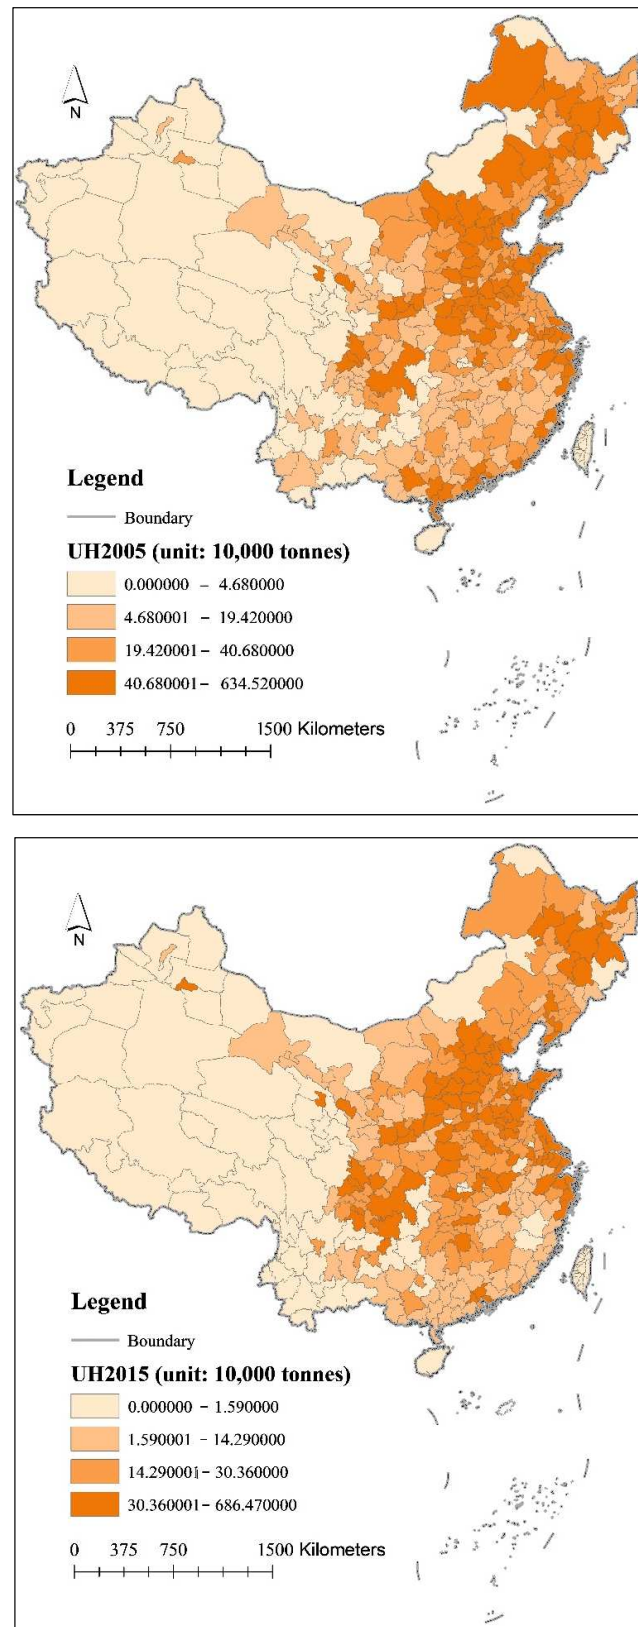 N
Legend
Boundary
UH2005 (unit: 10,000 tonnes)
0.000000 – 4.680000
4.680001 – 19.420000
19.420001– 40.680000
40.680001– 634.520000
0 375 750 1500 Kilometers
N
Legend
Boundary
UH2015 (unit: 10,000 tonnes)
0.000000 – 1.590000
1.590001 – 14.290000
14.290001– 30.360000
30.360001– 686.470000
0 375 750 1500 Kilometers